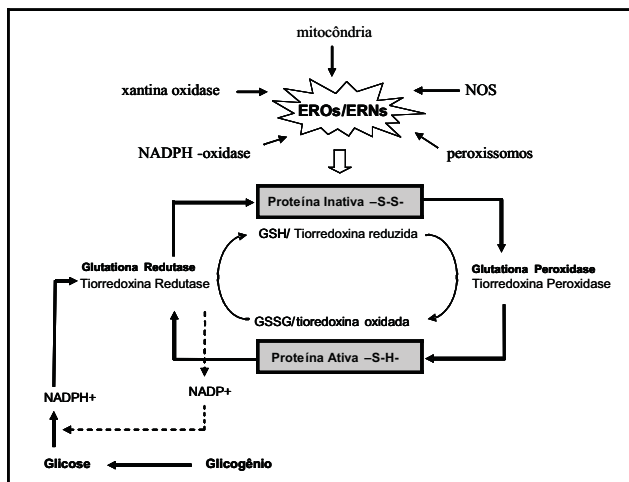 mitocôndria
xantina oxidase
NOS
EROs/ERNs
NADPH -oxidase
peroxissomos
Proteína Inativa –S-S-
GSH/ Tiorredoxina reduzida
Glutationa Redutase
Tiorredoxina Redutase
Glutationa Peroxidase
Tiorredoxina Peroxidase
GSSG/tioredoxina oxidada
Proteína Ativa –S-H-
NADPH+
NADP+
Glicose
Glicogênio